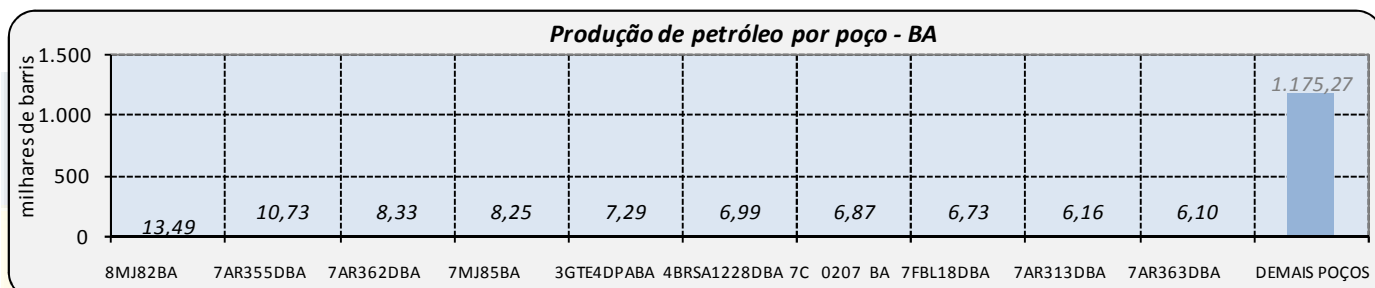 Produção de petróleo por poço - BA
milhares de barris
1.500
1.000
500
0
13,49 10,73 8,33 8,25 7,29 6,99 6,87 6,73 6,16 6,10 1.175,27
8MJ82BA 7AR355DBA 7AR362DBA 7MJ85BA 3GTE4DPABA 4BRSA1228DBA 7C 0207 BA 7FBL18DBA 7AR313DBA 7AR363DBA DEMAIS POÇOS